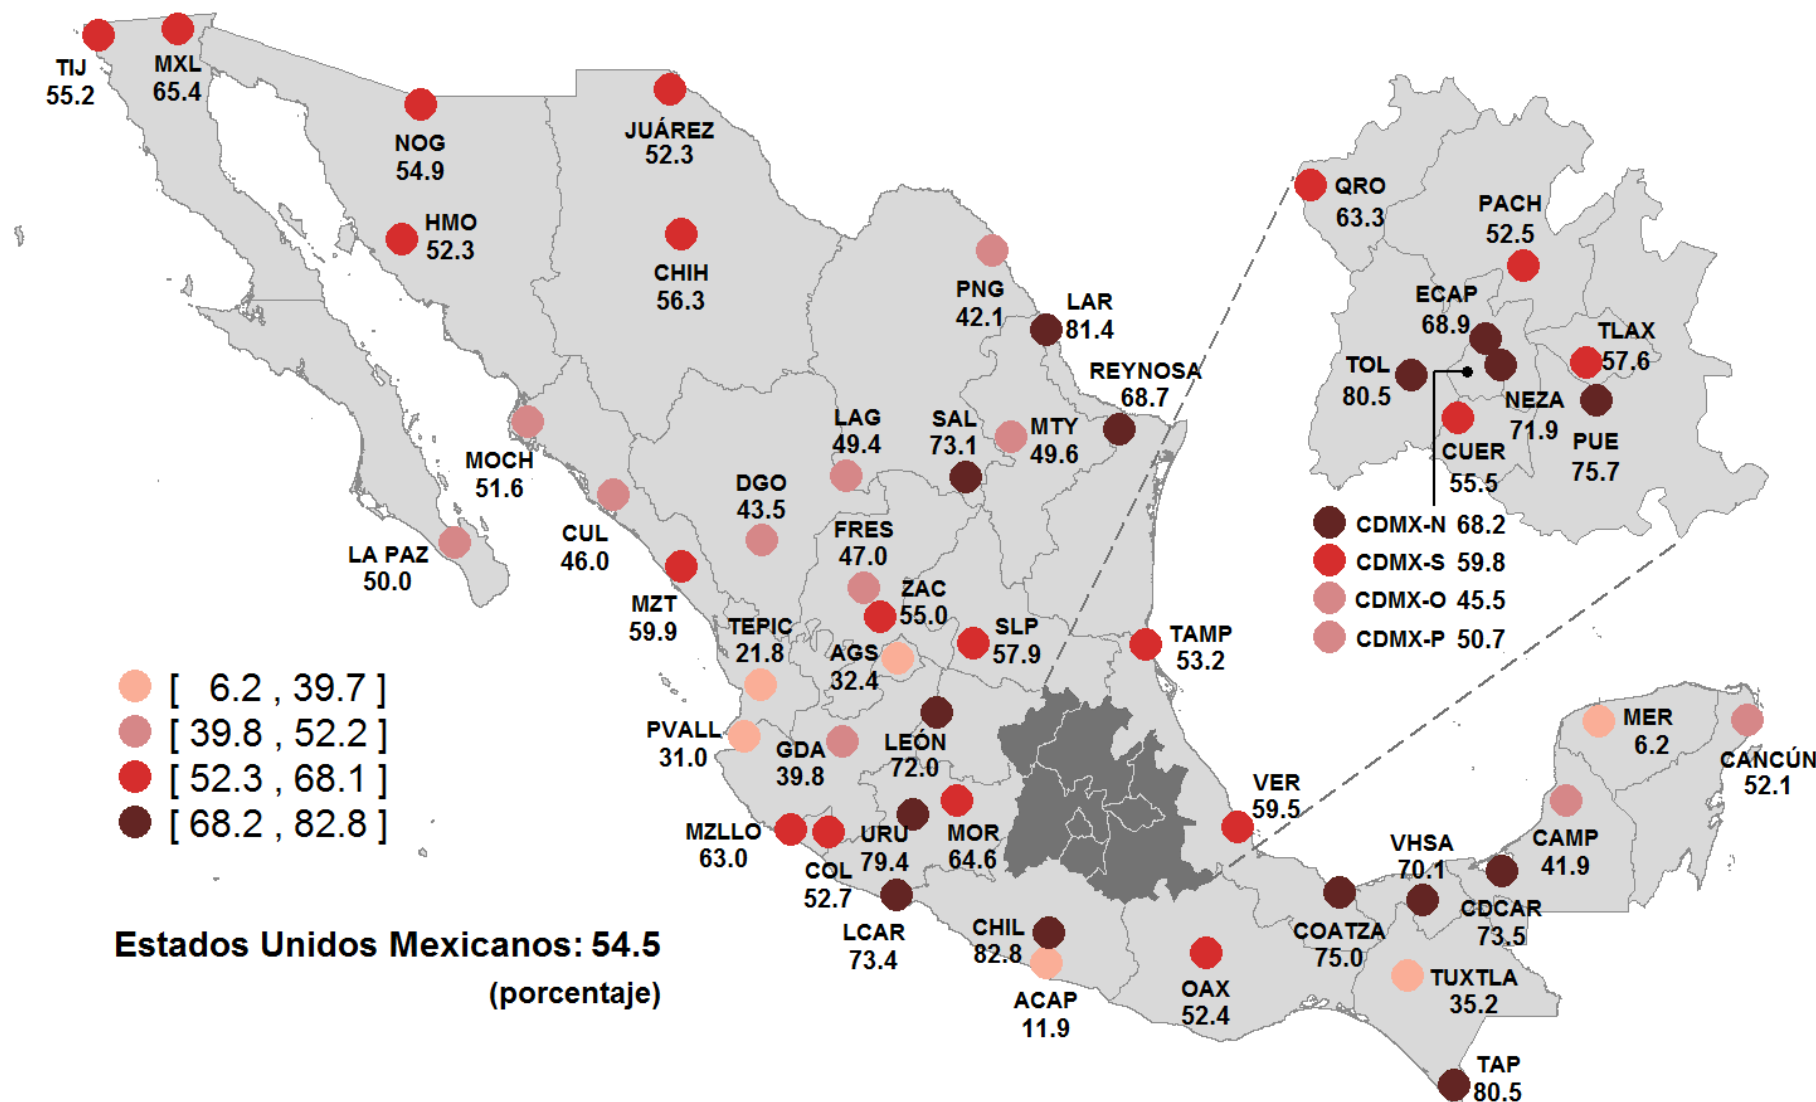 TIJ
55.2
MXL
65.4
NOG
54.9
HMO
52.3
JUÁREZ
52.3
CHIH
56.3
PNG
42.1
LAR
81.4
REYNOSA
68.7
LAG
49.4
SAL
73.1
MTY
49.6
MOCH
51.6
CUL
46.0
LA PAZ
50.0
DGO
43.5
FRES
47.0
ZAC
55.0
MZT
59.9
TEPIC
21.8
AGS
32.4
SLP
57.9
TAMP
53.2
PVALL
31.0
GDA
39.8
LEÓN
72.0
MZLLO
63.0
COL
52.7
URU
79.4
MOR
64.6
LCAR
73.4
CHIL
82.8
ACAP
11.9
OAX
52.4
VER
59.5
COATZA
75.0
VHSA
70.1
CDCAR
73.5
CAMP
41.9
MER
6.2
CANCÚN
52.1
TUXTLA
35.2
TAP
80.5
QRO
63.3
PACH
52.5
ECAP
68.9
TLAX
57.6
TOL
80.5
NEZA
71.9
CUER
55.5
PUE
75.7
CDMX-N 68.2
CDMX-S 59.8
CDMX-O 45.5
CDMX-P 50.7
[ 6.2 , 39.7 ]
[ 39.8 , 52.2 ]
[ 52.3 , 68.1 ]
[ 68.2 , 82.8 ]
Estados Unidos Mexicanos: 54.5
(porcentaje)